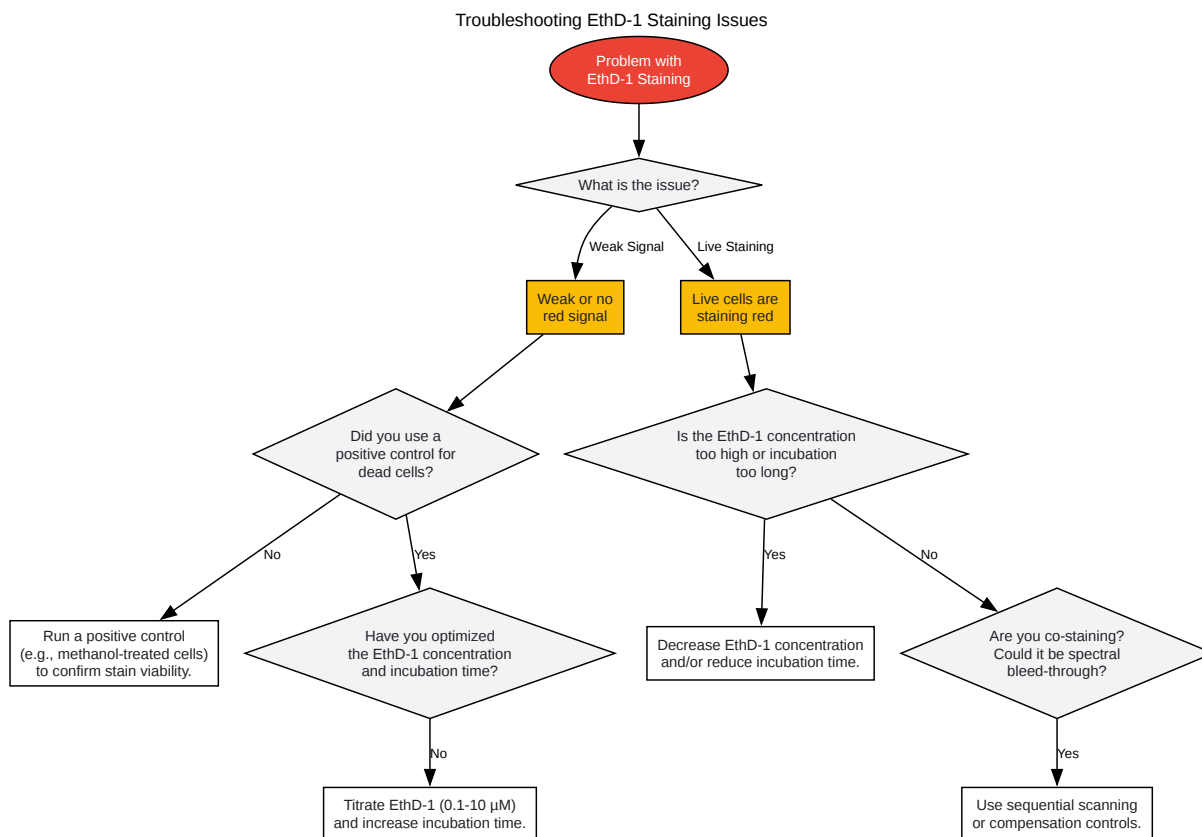 Troubleshooting EthD-1 Staining Issues
Problem with
EthD-1 Staining
What is the issue?
Weak Signal
Live Staining
Weak or no
red signal
Live cells are
staining red
Did you use a
positive control for
dead cells?
Is the EthD-1 concentration
too high or incubation
too long?
No
Yes
Yes
No
Run a positive control
(e.g., methanol-treated cells)
to confirm stain viability.
Have you optimized
the EthD-1 concentration
and incubation time?
Decrease EthD-1 concentration
and/or reduce incubation time.
Are you co-staining?
Could it be spectral
bleed-through?
No
Yes
Titrate EthD-1 (0.1-10 µM)
and increase incubation time.
Use sequential scanning
or compensation controls.